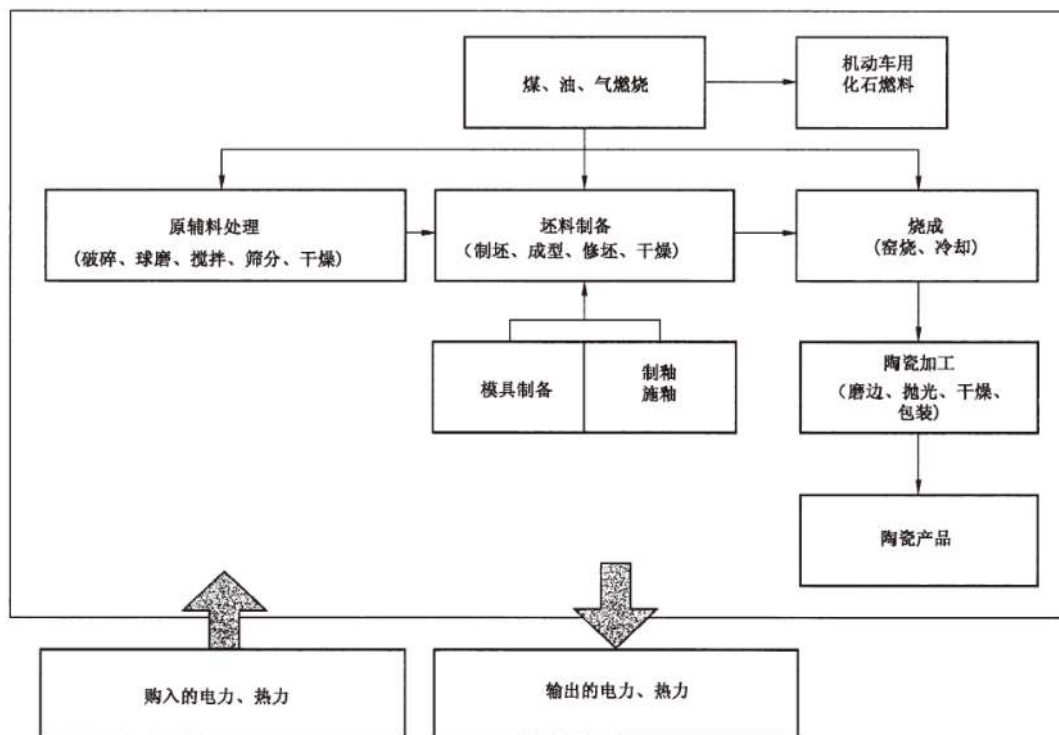 煤、油、气燃烧
机动车用
化石燃料
原辅料处理
(破碎、球磨、搅拌、筛分、干燥)
坯料制备
(制坯、成型、修坯、干燥)
烧成
(窑烧、冷却)
模具制备
制釉
施釉
陶瓷加工
(磨边、抛光、干燥、
包装)
陶瓷产品
购入的电力、热力
输出的电力、热力